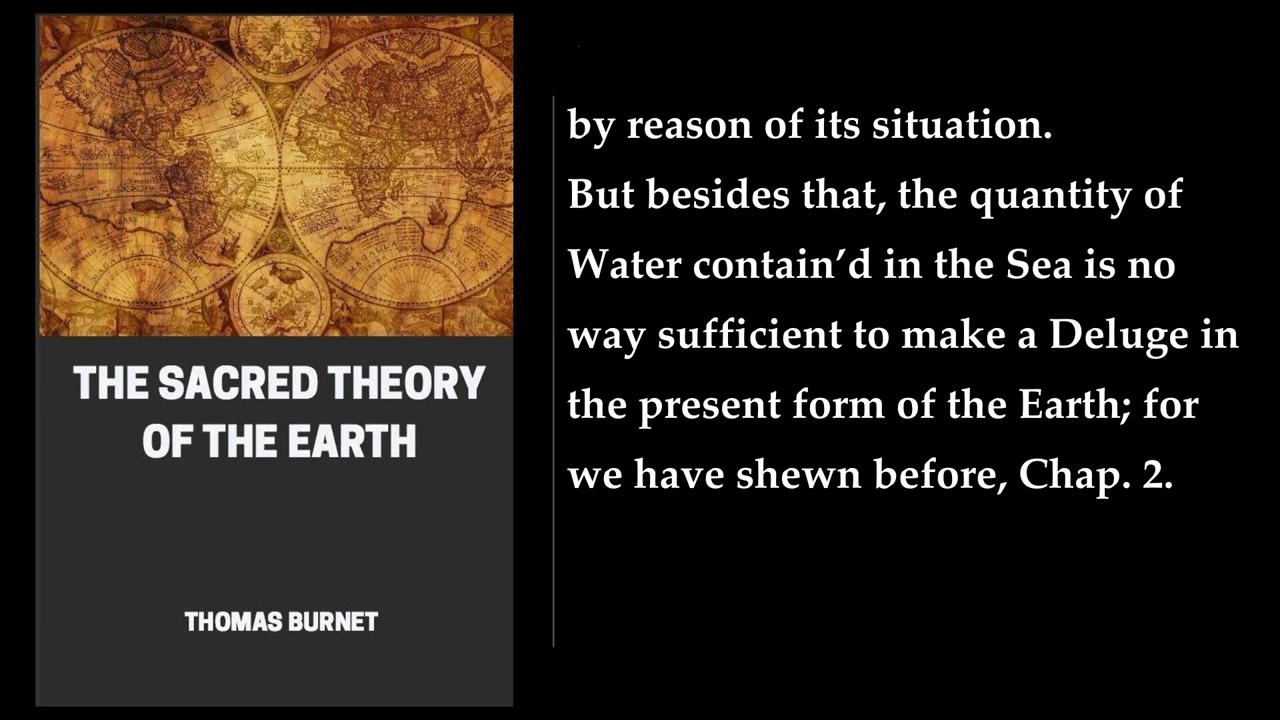 THE SACRED THEORY
OF THE EARTH
THOMAS BURNET
by reason of its situation.
But besides that, the quantity of
Water contain’d in the Sea is no
way sufficient to make a Deluge in
the present form of the Earth; for
we have shewn before, Chap. 2.